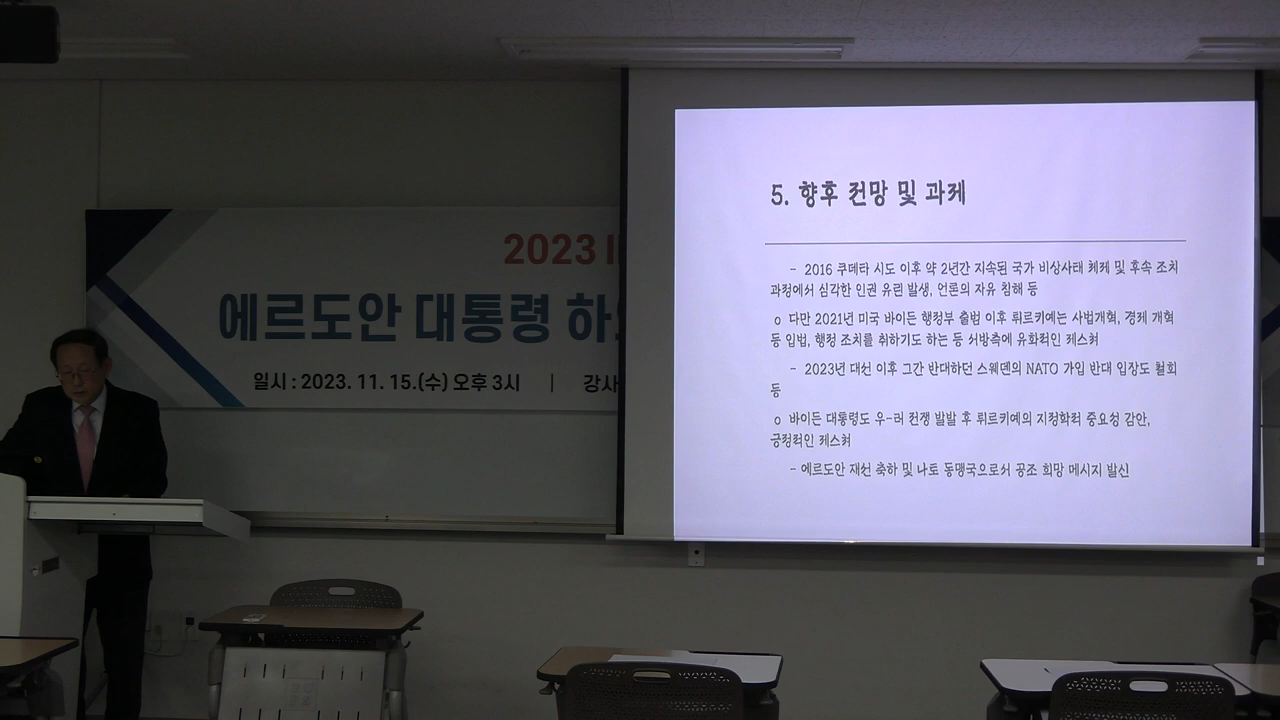 2023
에르도안 대통령
일시 : 2023. 11. 15.(수) 오후 3시 | 강사
5. 향후 전망 및 과제
- 2016 쿠데타 시도 이후 약 2년간 지속된 국가 비상사태 체제 및 후속 조치
과정에서 심각한 인권 유린 발생, 언론의 자유 침해 등
o 다만 2021년 미국 바이든 행정부 출범 이후 튀르키예는 사법개혁, 경제 개혁
등 입법, 행정 조치를 취하기도 하는 등 서방측에 유화적인 제스처
- 2023년 대선 이후 그간 반대하던 스웨덴의 NATO 가입 반대 입장도 철회
등
o 바이든 대통령도 우-러 전쟁 발발 후 튀르키예의 지정학적 중요성 감안,
긍정적인 제스처
- 에르도안 재선 축하 및 나토 동맹국으로서 공조 희망 메시지 발신